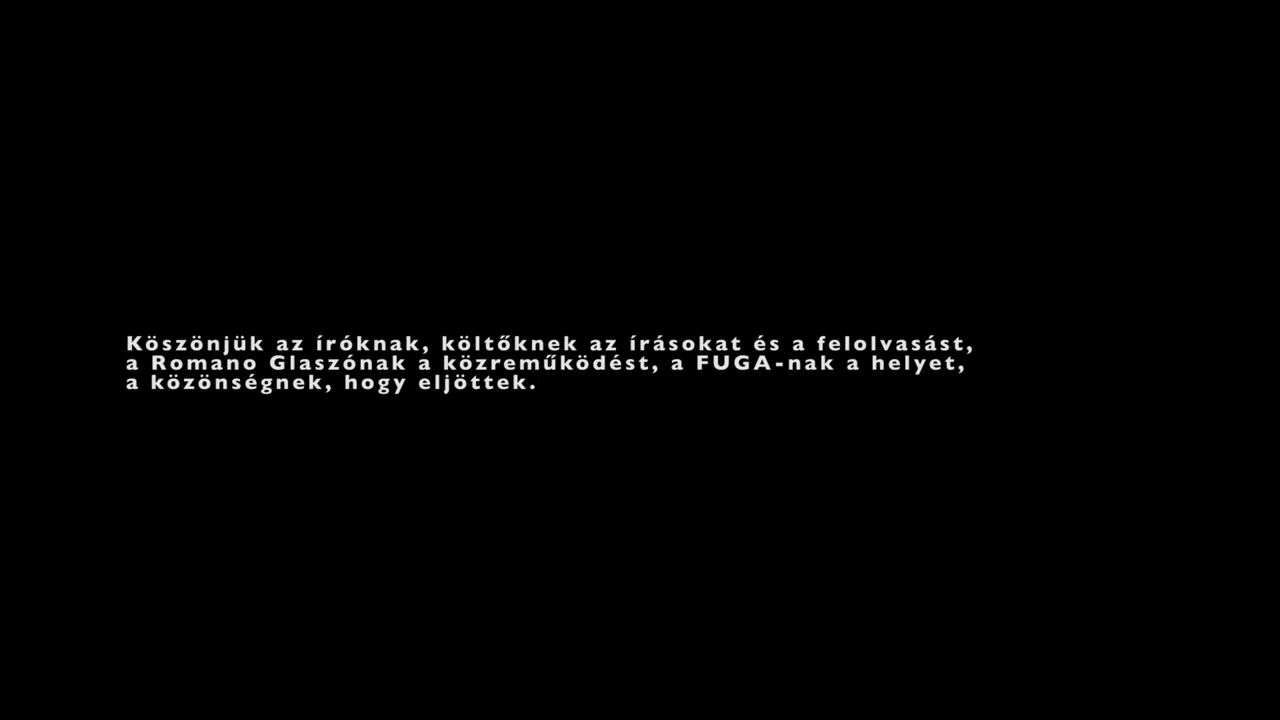 Köszönjük az íróknak, költőknek az írásokat és a felolvasást,
a Romano Glaszónak a közreműködést, a FUGA-nak a helyet,
a közönségnek, hogy eljöttek.